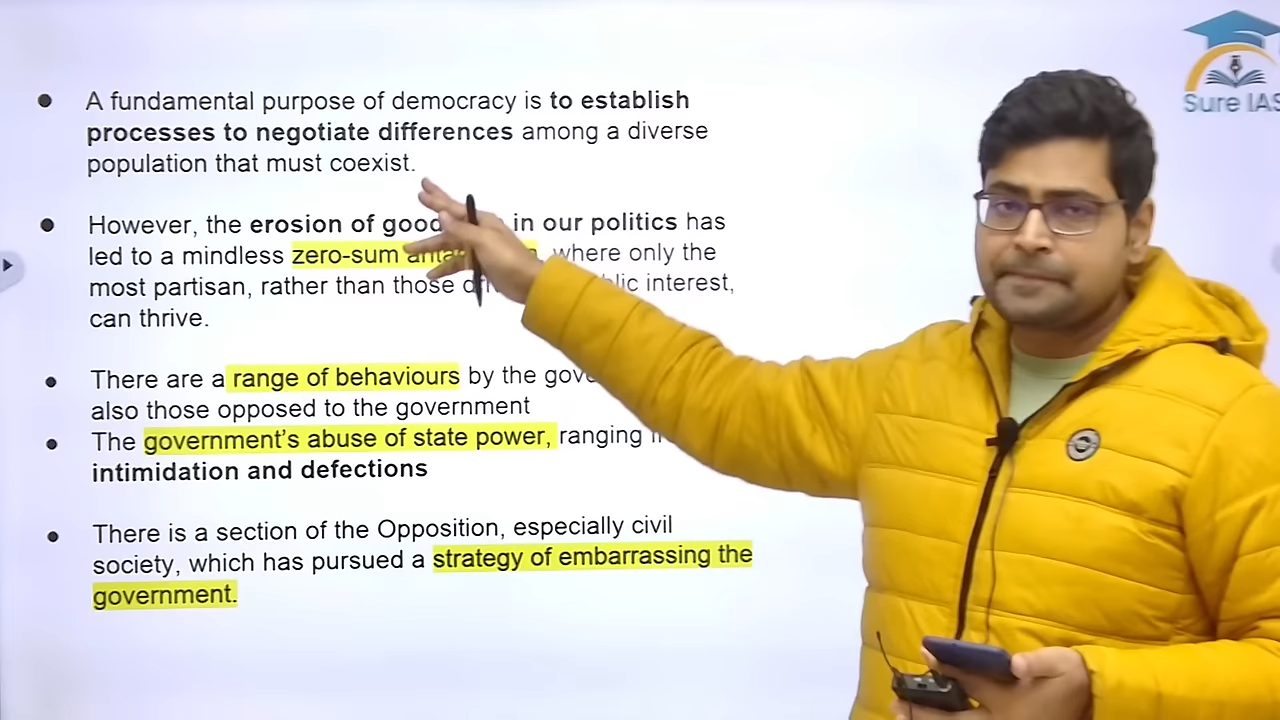 A fundamental purpose of democracy is to establish
processes to negotiate differences among a diverse
population that must coexist.
However, the erosion of in our politics has
led to a mindless zero-sum where only the
most partisan, rather than those interest,
can thrive.
There are a range of behaviours by the
also those opposed to the government
The government's abuse of state power, ranging
intimidation and defections
There is a section of the Opposition, especially civil
society, which has pursued a strategy of embarrassing the
government.
Sure IAS